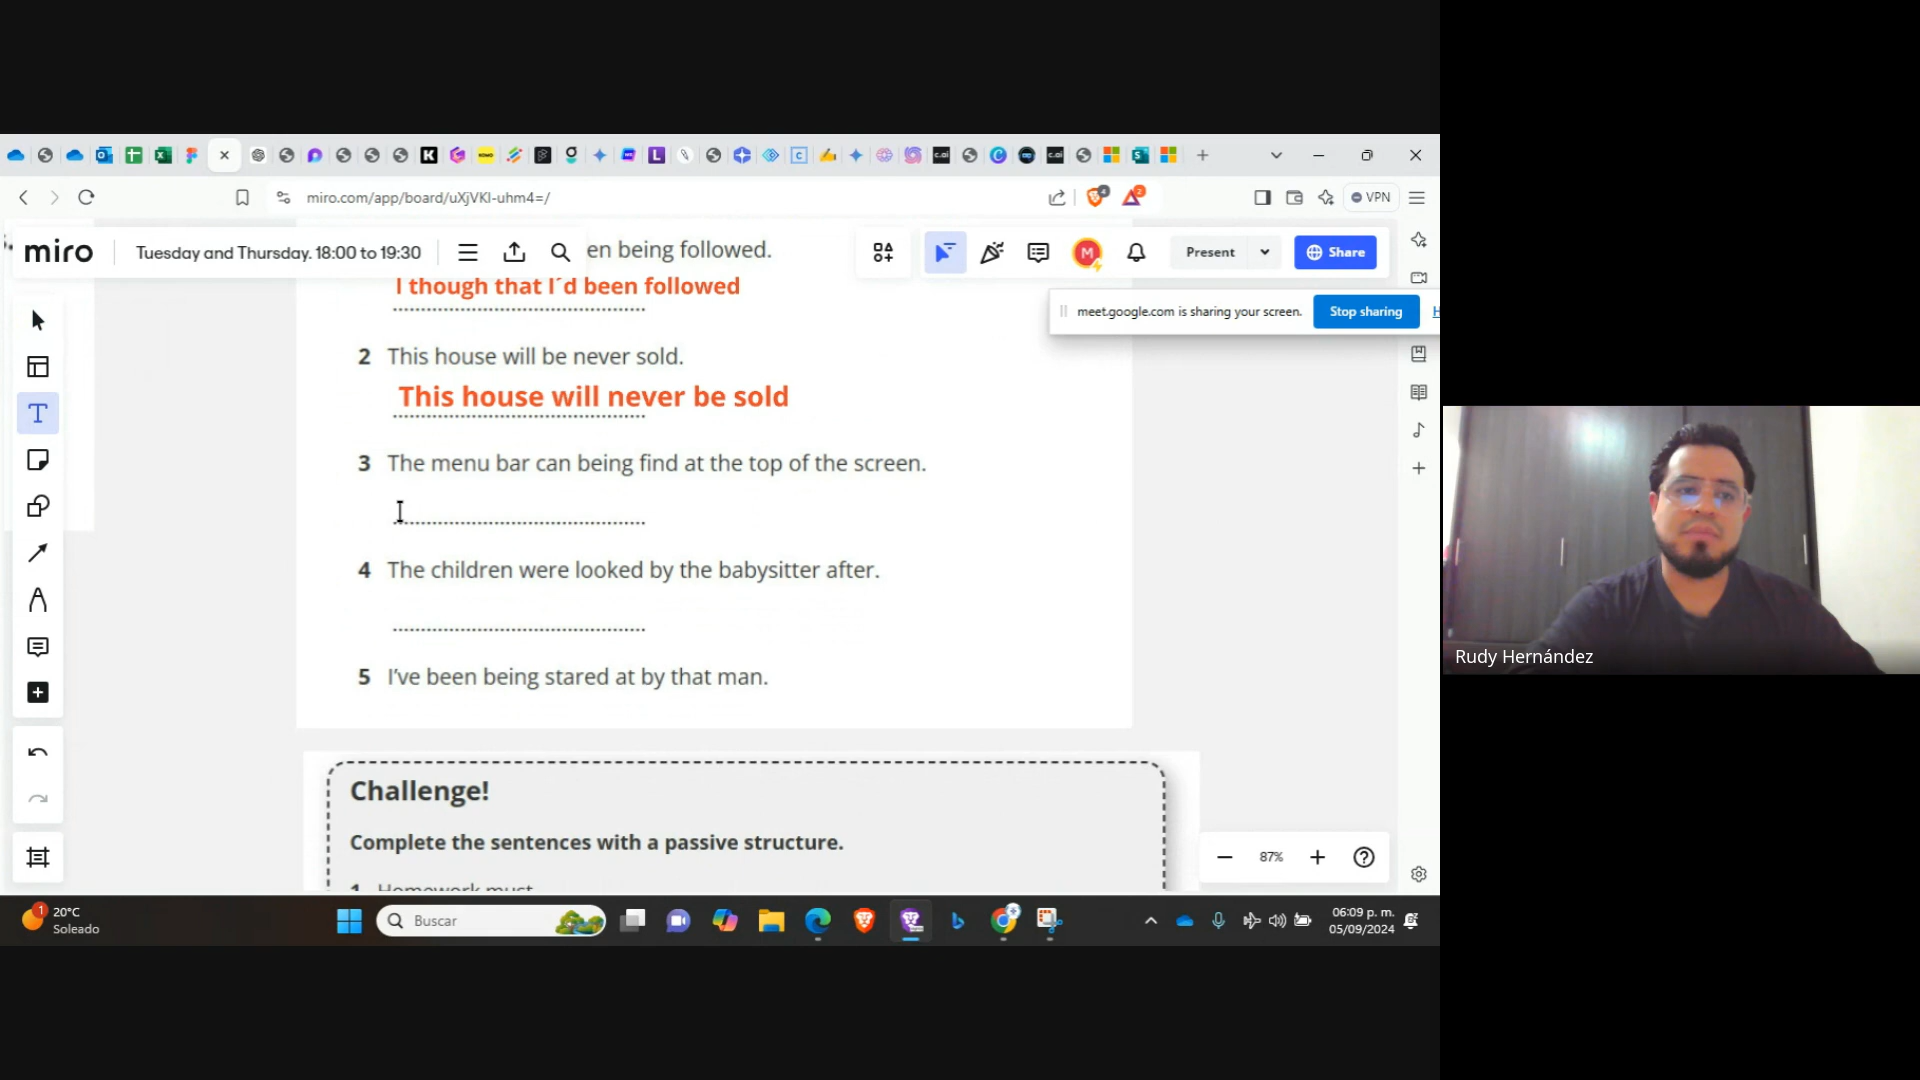 miro.com/app/board/uXjVKI-uhm4=/
VPN
miro
Tuesday and Thursday. 18:00 to 19:30
en being followed.
Present
Share
I though that I´d been followed
meet.google.com is sharing your screen.
Stop sharing
2 This house will be never sold.
This house will never be sold
3 The menu bar can being find at the top of the screen.
4 The children were looked by the babysitter after.
5 I've been being stared at by that man.
Rudy Hernández
Challenge!
Complete the sentences with a passive structure.
87%
1 Homework must
20°C
Soleado
Buscar
06:09 p. m.
05/09/2024